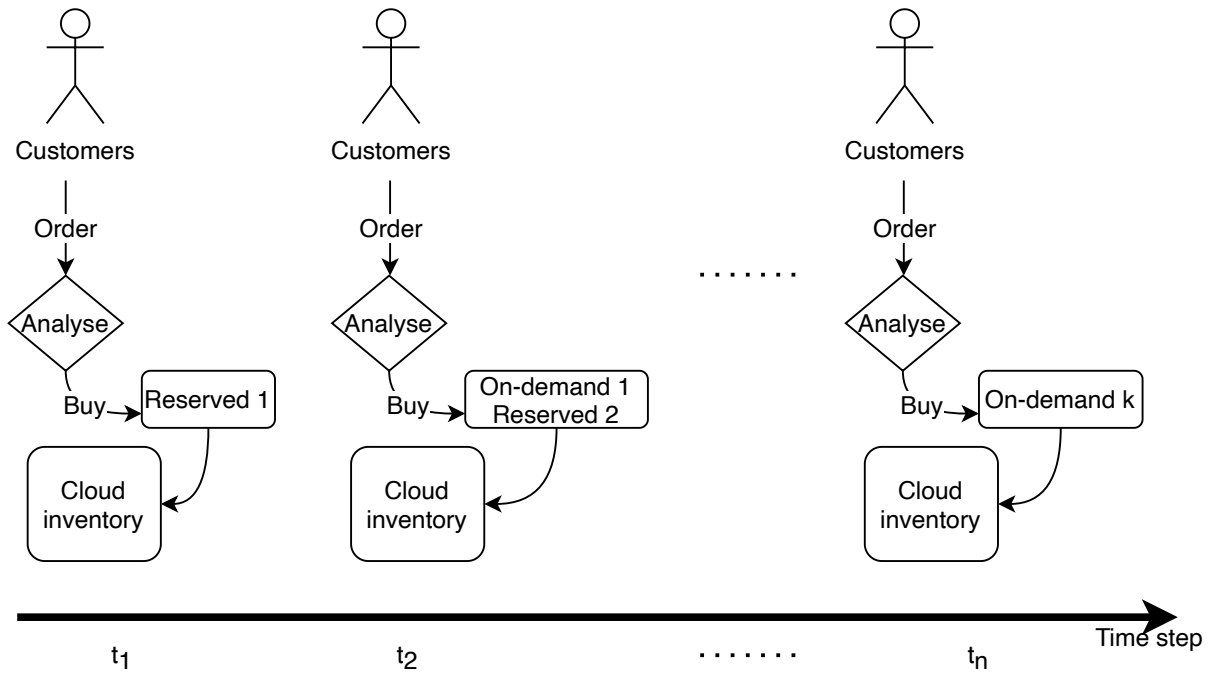 Customers
Customers
Customers
Order
Order
Order
.......
Analyse
Analyse
Analyse
Buy
Reserved 1
Buy
On-demand 1
Reserved 2
Buy
On-demand k
Cloud
inventory
Cloud
inventory
Cloud
inventory
Time step
t1
t2
.......
tn